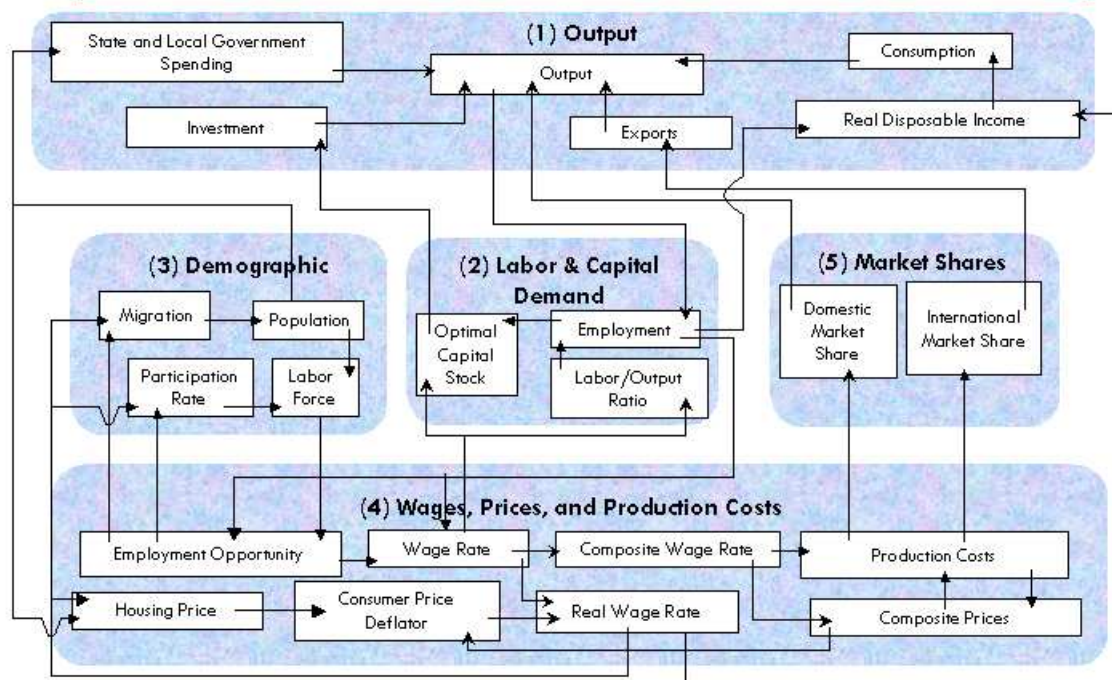 (1) Output
State and Local Government
Spending
Output
Consumption
Investment
Exports
Real Disposable Income
(3) Demographic
Migration
Population
Participation
Rate
Labor
Force
(2) Labor & Capital
Demand
Optimal
Capital
Stock
Employment
Labor/Output
Ratio
(5) Market Shares
Domestic
Market
Share
International
Market Share
(4) Wages, Prices, and Production Costs
Employment Opportunity
Wage Rate
Composite Wage Rate
Production Costs
Housing Price
Consumer Price
Deflator
Real Wage Rate
Composite Prices